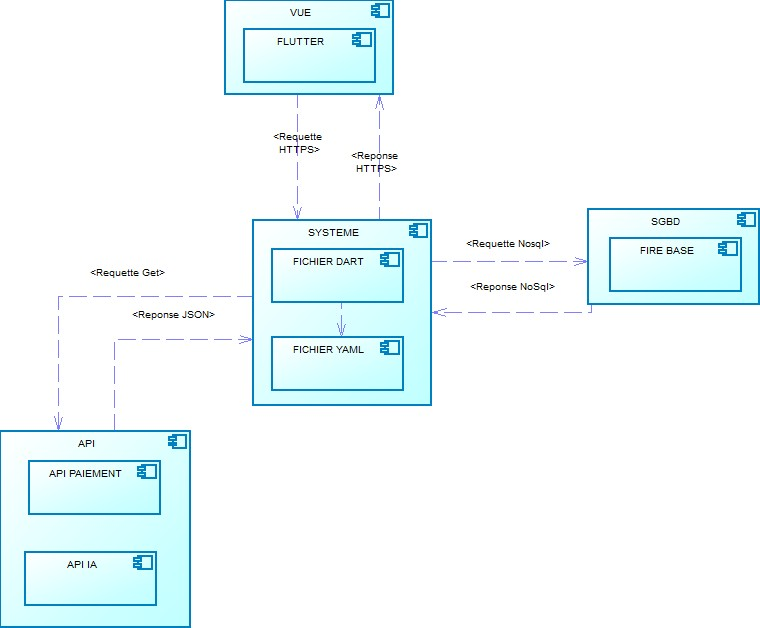 VUE
FLUTTER
<Requette
HTTPS>
<Reponse
HTTPS>
SYSTEME
FICHIER DART
FICHIER YAML
<Requette Nosql>
<Reponse NoSql>
SGBD
FIRE BASE
<Requette Get>
<Reponse JSON>
API
API PAIEMENT
API IA